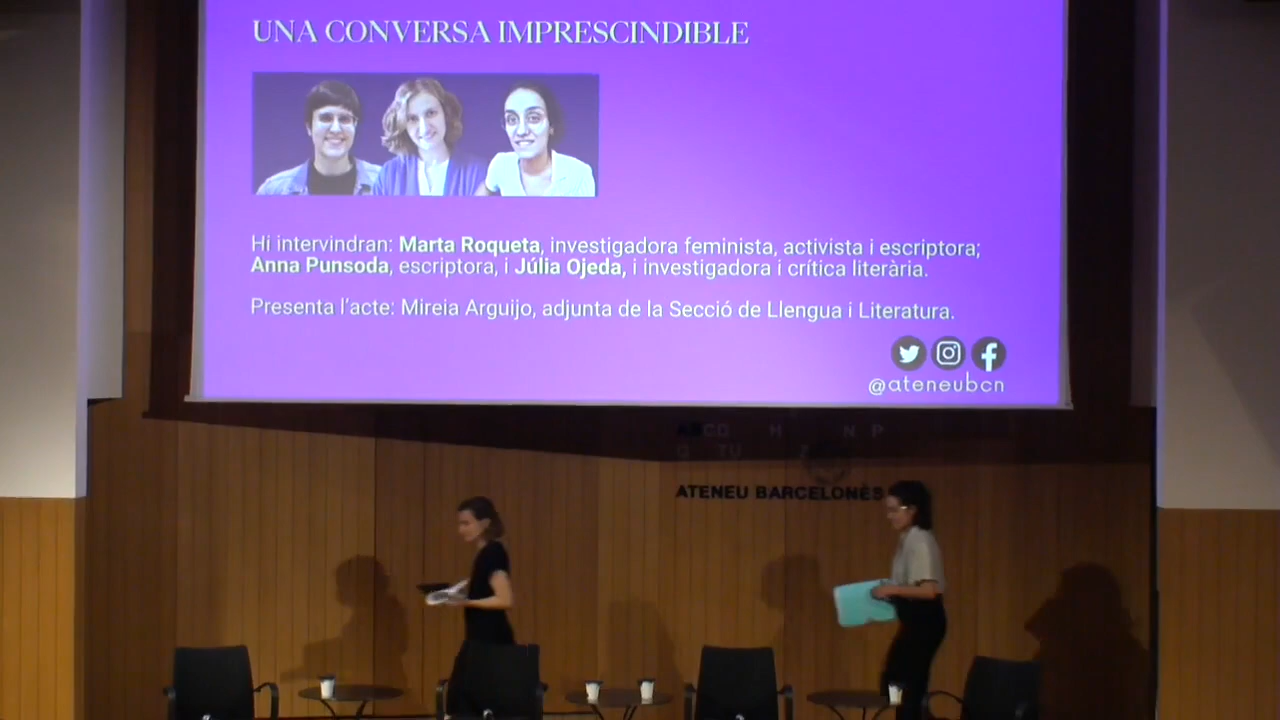 UNA CONVERSA IMPRESCINDIBLE
Hi intervindran: Marta Roqueta, investigadora feminista, activista i escriptora;
Anna Punsoda, escriptora, i Júlia Ojeda, i investigadora i crítica literària.
Presenta l'acte: Mireia Arguijo, adjunta de la Secció de Llengua i Literatura.
@ateneubcn
ATENEU BARCELONÈS